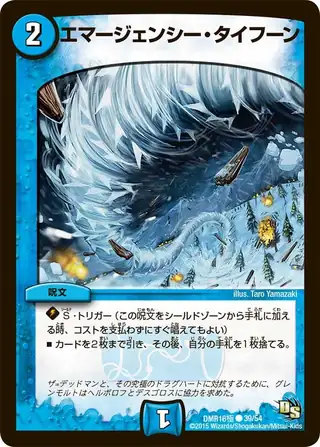 2
エマージェンシー・タイフーン
illus. Taro Yamazaki
呪文
S・トリガー(この呪文をシールドゾーンから手札に加え
る時、コストを支払わずにすぐ唱えてもよい)
■カードを2枚まで引き、その後、自分の手札を1枚捨てる。
ザ=デッドマンと、その究極のドラグハートに対抗するために、グレ
ンモルトはヘルボロフとデスゴロスに協力を求めた。
1
DMR16極 39/54
©2015 Wizards/Shogakukan/Mitsui-Kids
DS